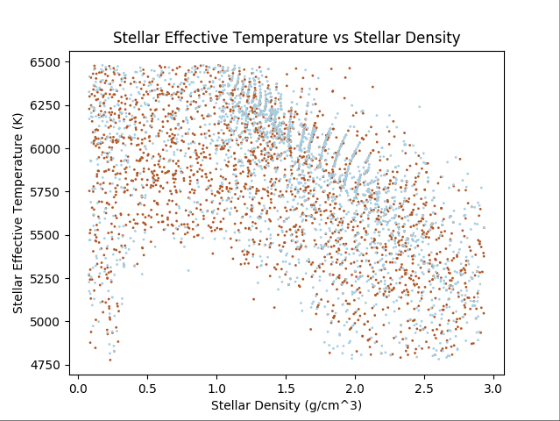 Stellar Effective Temperature vs Stellar Density
Stellar Effective Temperature (K)
6500
6250
6000
5750
5500
5250
5000
4750
0.0 0.5 1.0 1.5 2.0 2.5 3.0
Stellar Density (g/cm^3)